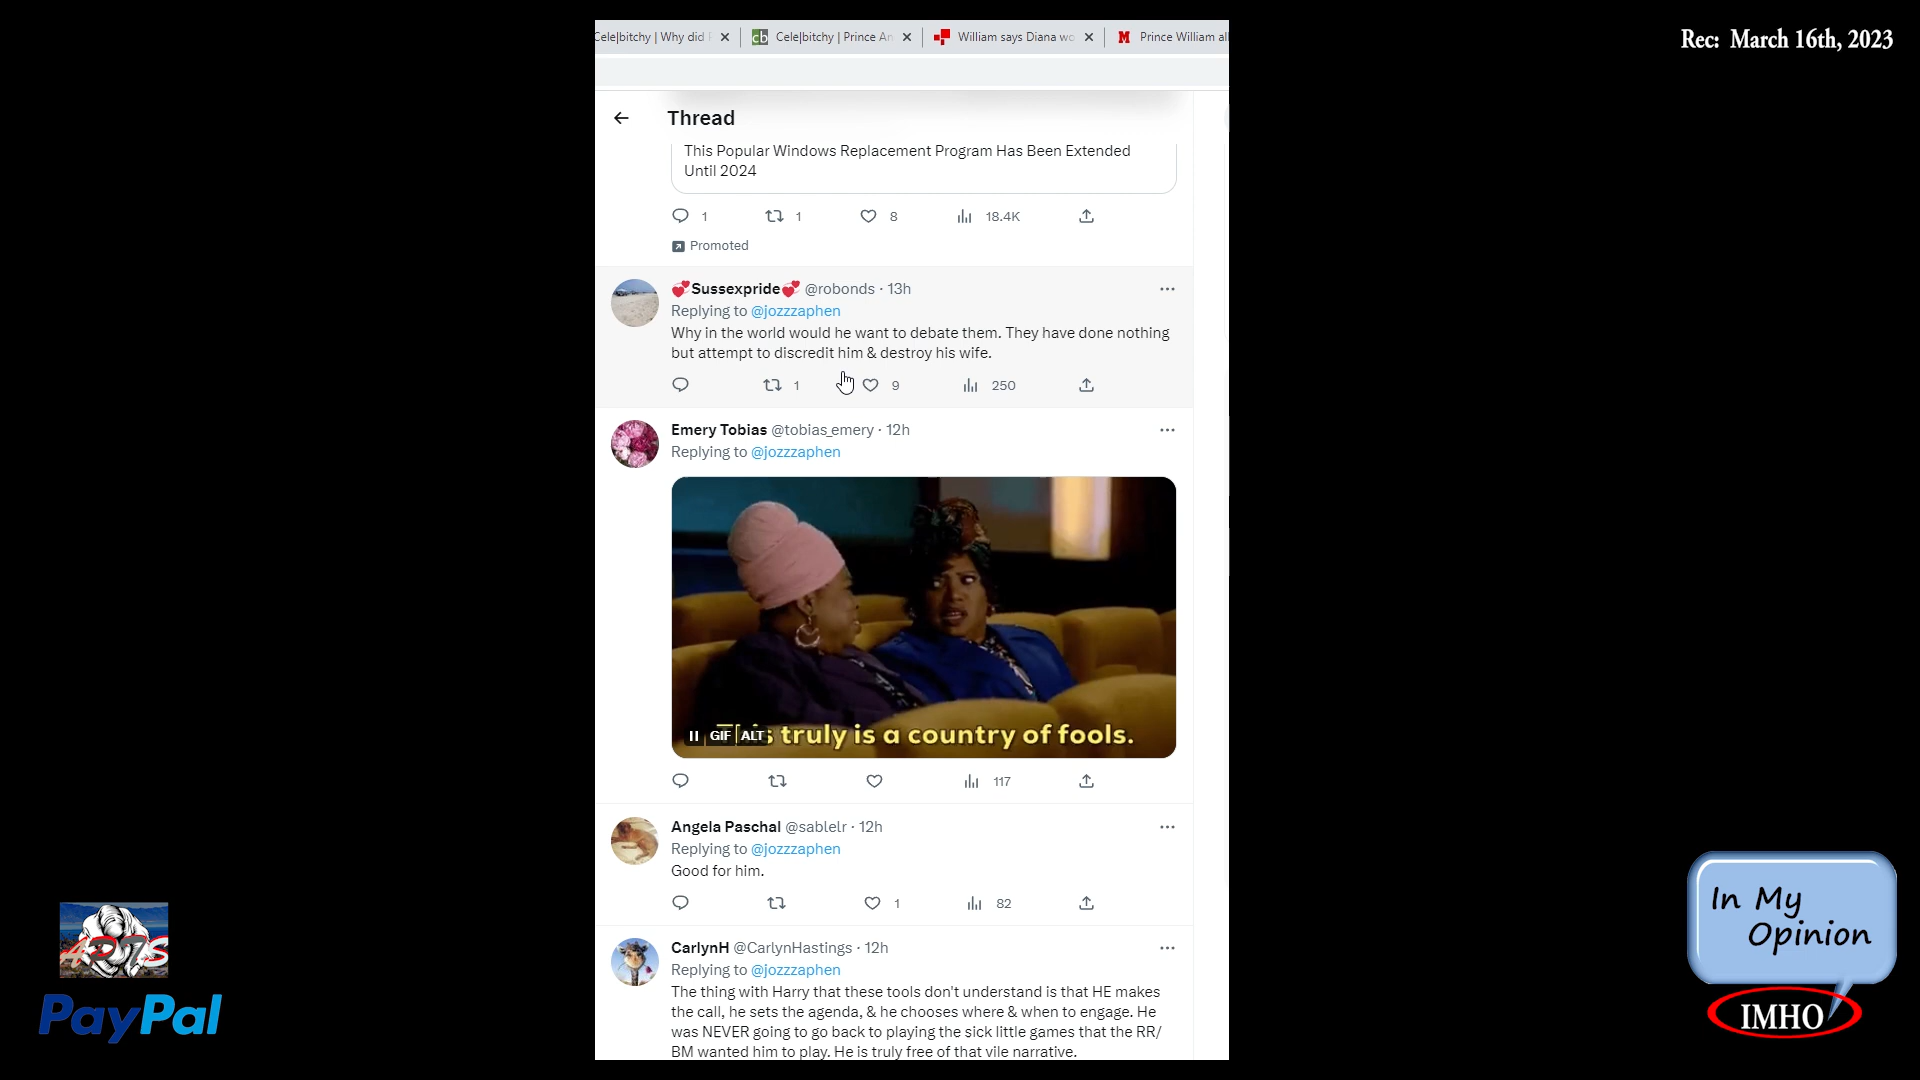 Cele|bitchy | Why did
Cele|bitchy | Prince An
William says Diana wo
Prince William all
Rec: March 16th, 2023
Thread
This Popular Windows Replacement Program Has Been Extended
Until 2024
1 1 8 18.4K
Promoted
💞Sussexpride💞 @robonds · 13h
Replying to @jozzzaphen
Why in the world would he want to debate them. They have done nothing
but attempt to discredit him & destroy his wife.
1 9 250
Emery Tobias @tobias_emery · 12h
Replying to @jozzzaphen
truly is a country of fools.
GIF ALT
117
Angela Paschal @sablelr · 12h
Replying to @jozzzaphen
Good for him.
1 82
CarlynH @CarlynHastings · 12h
Replying to @jozzzaphen
The thing with Harry that these tools don't understand is that HE makes
the call, he sets the agenda, & he chooses where & when to engage. He
was NEVER going to go back to playing the sick little games that the RR/
BM wanted him to play. He is truly free of that vile narrative.
PayPal
In My
Opinion
IMHO